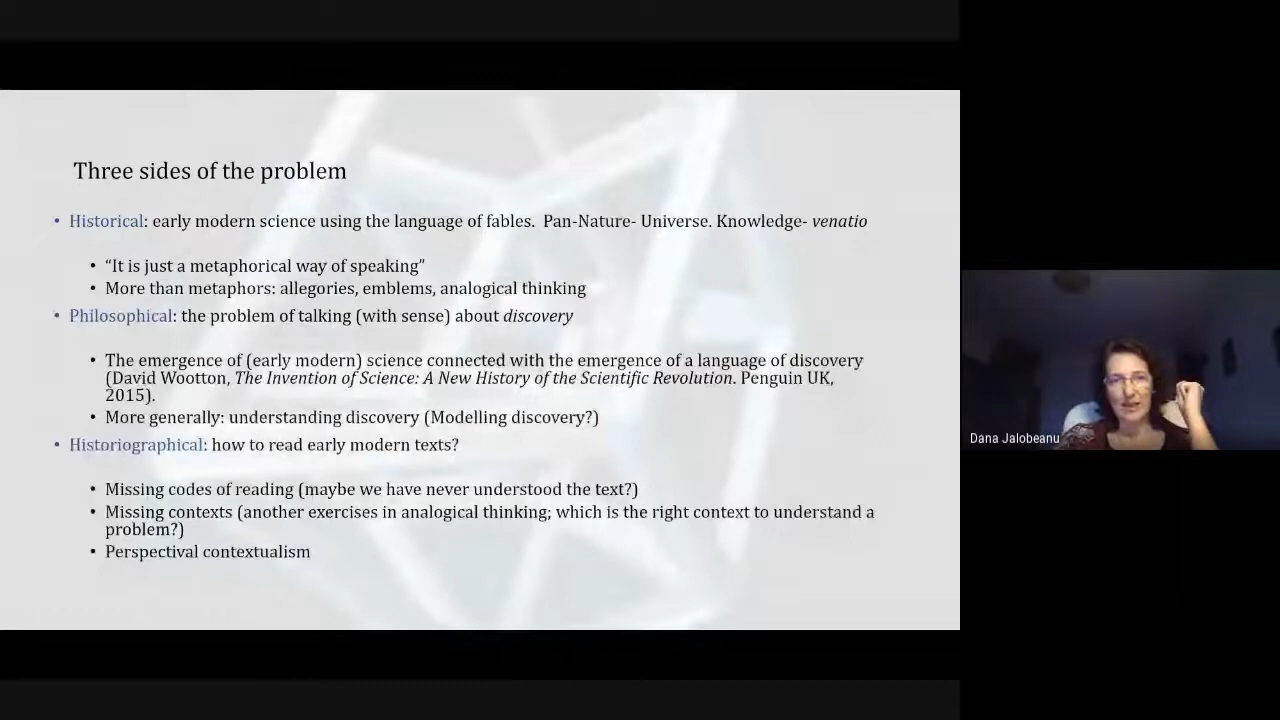 Three sides of the problem
• Historical: early modern science using the language of fables. Pan-Nature- Universe. Knowledge- venatio
• “It is just a metaphorical way of speaking”
• More than metaphors: allegories, emblems, analogical thinking
• Philosophical: the problem of talking (with sense) about discovery
• The emergence of (early modern) science connected with the emergence of a language of discovery
(David Wootton, The Invention of Science: A New History of the Scientific Revolution. Penguin UK,
2015).
• More generally: understanding discovery (Modelling discovery?)
• Historiographical: how to read early modern texts?
• Missing codes of reading (maybe we have never understood the text?)
• Missing contexts (another exercises in analogical thinking; which is the right context to understand a
problem?)
• Perspectival contextualism
Dana Jalobeanu